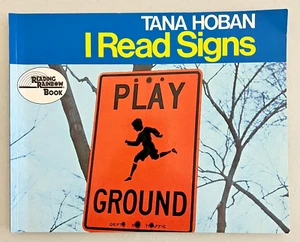 TANA HOBAN
I Read Signs
READING
RAINBOW
BOOK
PLAY
GROUND